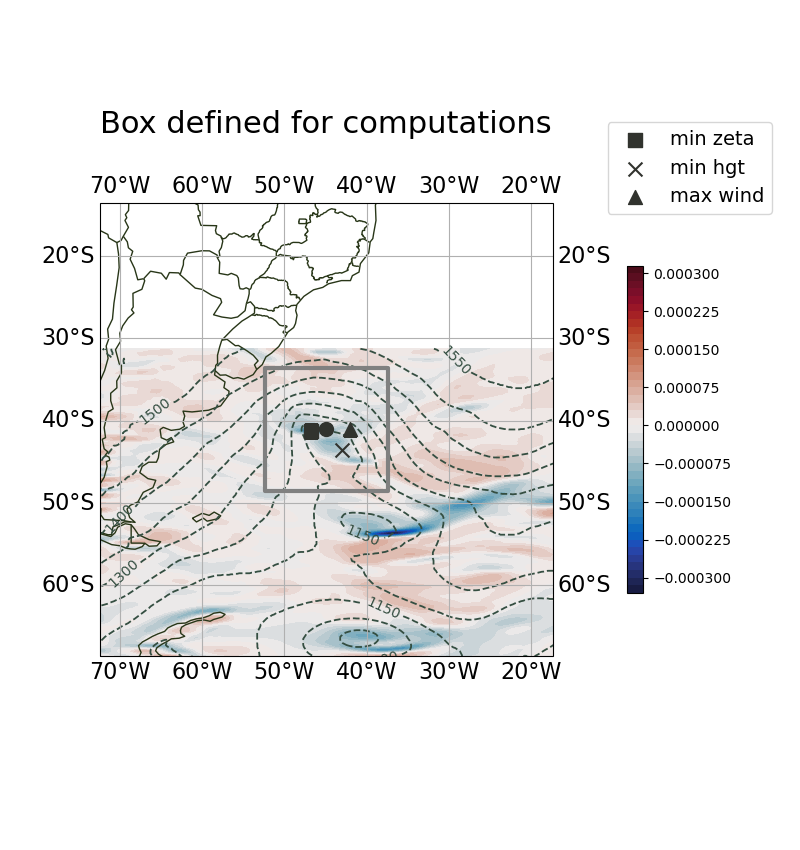 Box defined for computations
min zeta
min hgt
max wind
70°W 60°W 50°W 40°W 30°W 20°W
20°S 20°S
30°S 30°S
40°S 40°S
50°S 50°S
60°S 60°S
70°W 60°W 50°W 40°W 30°W 20°W
1550
1500
1400
1300
1150
1150
0.000300
0.000225
0.000150
0.000075
0.000000
−0.000075
−0.000150
−0.000225
−0.000300